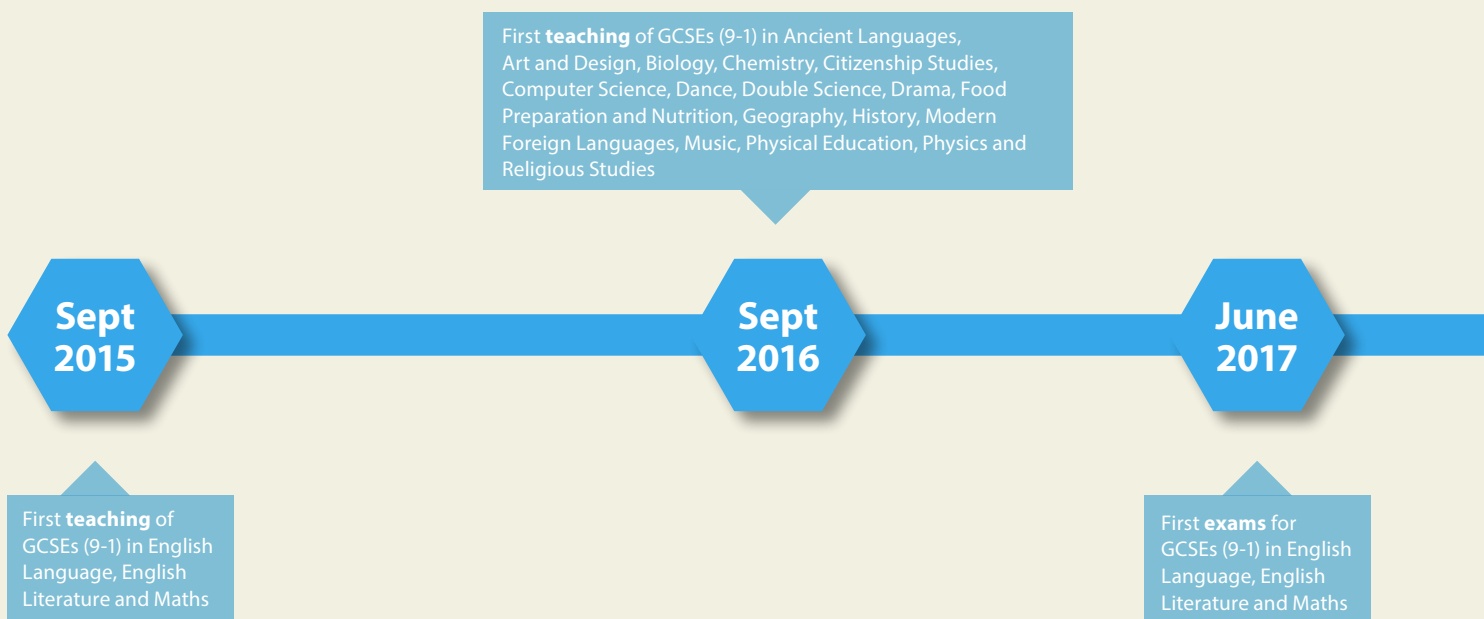 First teaching of GCSEs (9-1) in Ancient Languages,
Art and Design, Biology, Chemistry, Citizenship Studies,
Computer Science, Dance, Double Science, Drama, Food
Preparation and Nutrition, Geography, History, Modern
Foreign Languages, Music, Physical Education, Physics and
Religious Studies
Sept
2015
Sept
2016
June
2017
First teaching of
GCSEs (9-1) in English
Language, English
Literature and Maths
First exams for
GCSEs (9-1) in English
Language, English
Literature and Maths